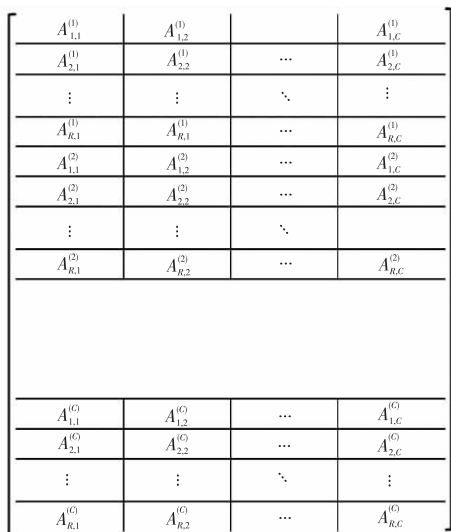 A_{1,1}^{(1)} A_{1,2}^{(1)} A_{1,C}^{(1)}
A_{2,1}^{(1)} A_{2,2}^{(1)} ⋯ A_{2,C}^{(1)}
⋮ ⋮ ⋱ ⋮
A_{R,1}^{(1)} A_{R,1}^{(1)} ⋯ A_{R,C}^{(1)}
A_{1,1}^{(2)} A_{1,2}^{(2)} ⋯ A_{1,C}^{(2)}
A_{2,1}^{(2)} A_{2,2}^{(2)} ⋯ A_{2,C}^{(2)}
⋮ ⋮ ⋱
A_{R,1}^{(2)} A_{R,2}^{(2)} ⋯ A_{R,C}^{(2)}
A_{1,1}^{(C)} A_{1,2}^{(C)} ⋯ A_{1,C}^{(C)}
A_{2,1}^{(C)} A_{2,2}^{(C)} ⋯ A_{2,C}^{(C)}
⋮ ⋮ ⋱ ⋮
A_{R,1}^{(C)} A_{R,2}^{(C)} ⋯ A_{R,C}^{(C)}